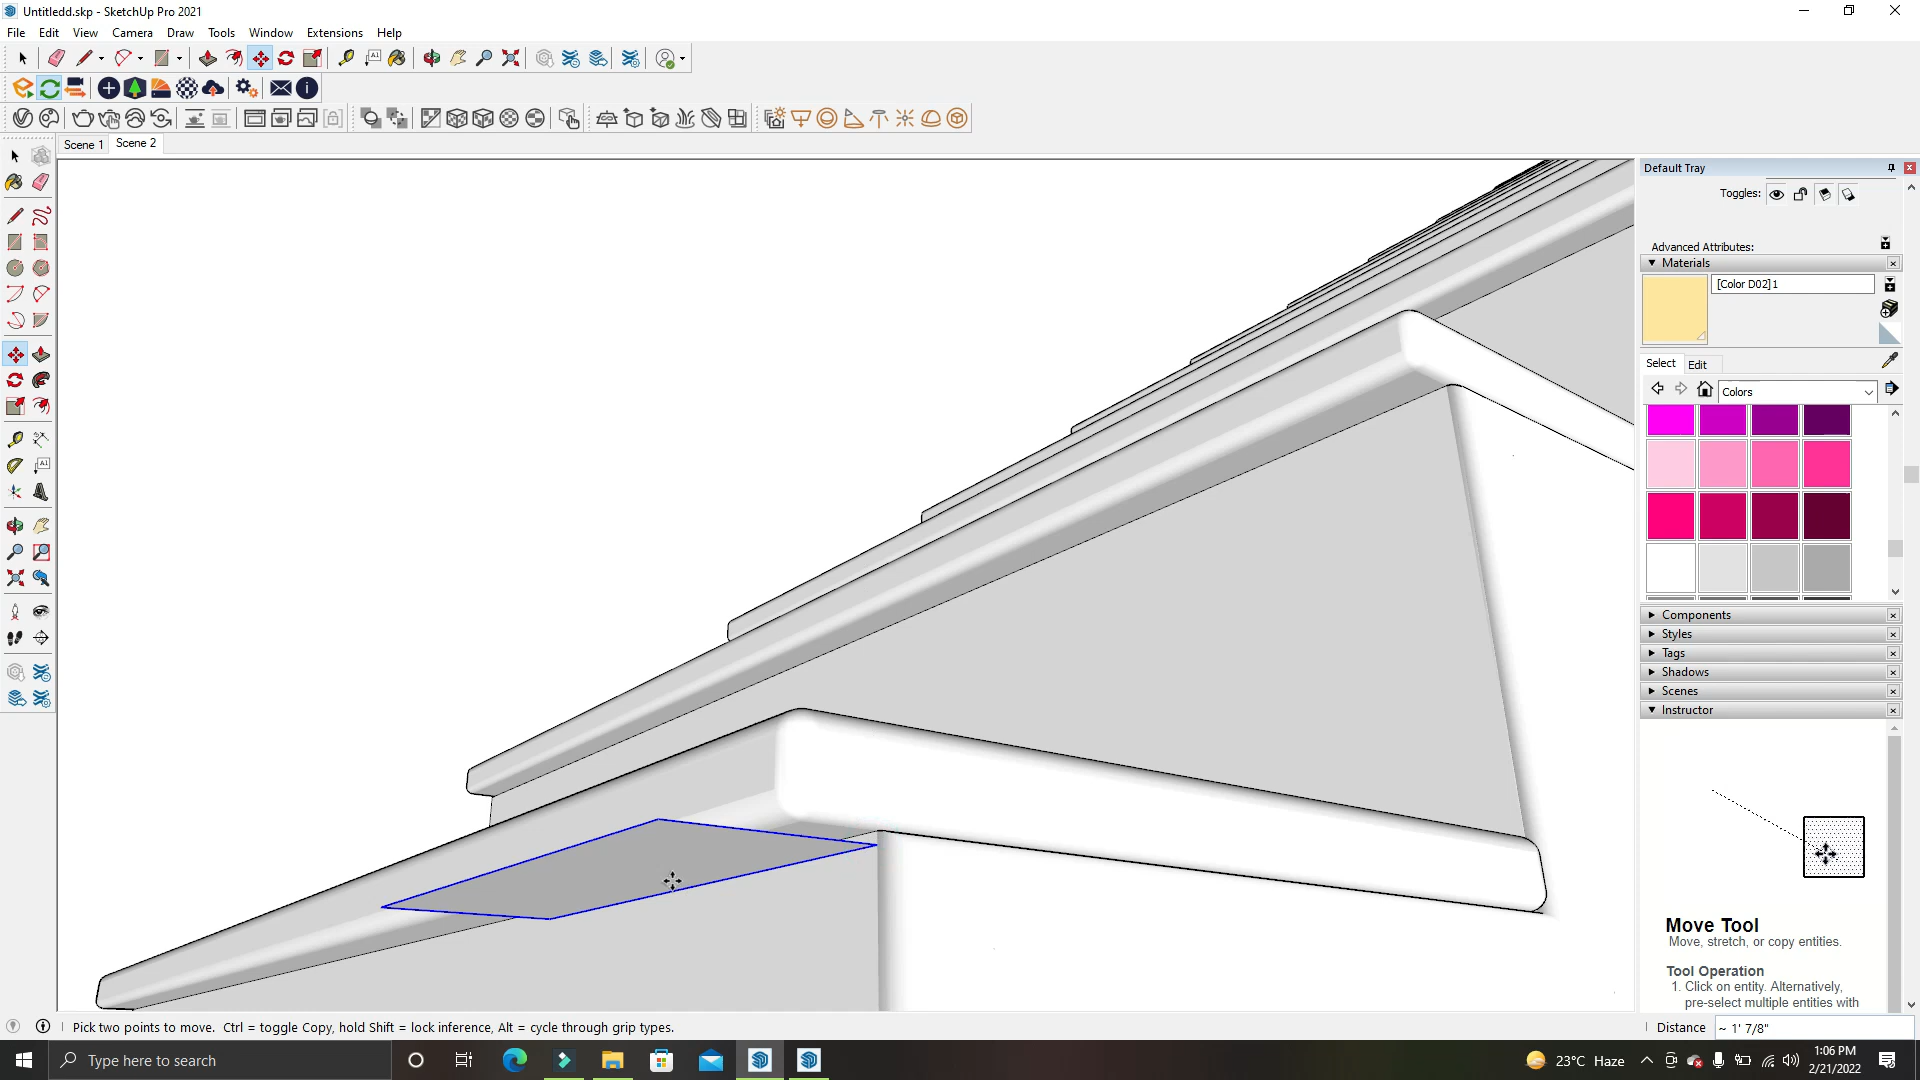 Untitledd.skp - SketchUp Pro 2021
File Edit View Camera Draw Tools Window Extensions Help
Scene 1 Scene 2
Default Tray
Toggles:
Advanced Attributes:
Materials
[Color D02]1
Select Edit
Colors
Components
Styles
Tags
Shadows
Scenes
Instructor
Move Tool
Move, stretch, or copy entities.
Tool Operation
1. Click on entity. Alternatively,
pre-select multiple entities with
Pick two points to move. Ctrl = toggle Copy, hold Shift = lock inference, Alt = cycle through grip types.
Distance ~ 1' 7/8"
Type here to search
23°C Haze
1:06 PM
2/21/2022